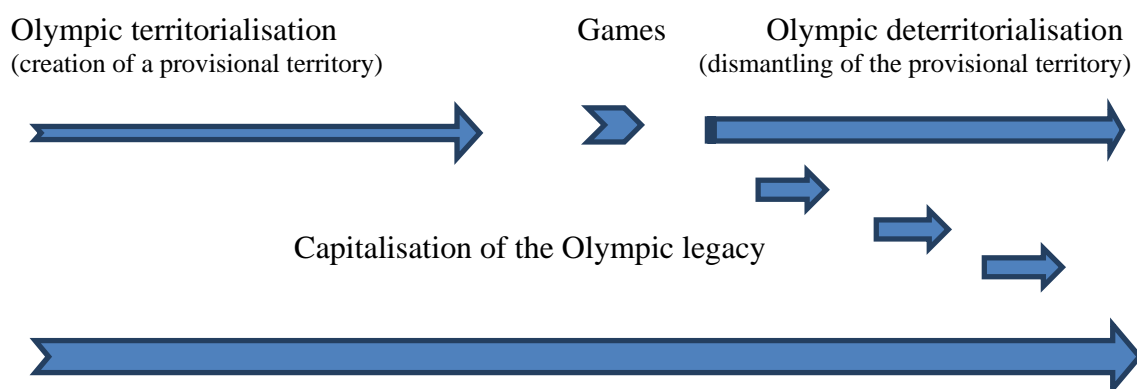 Olympic territorialisation Games Olympic deterritorialisation
(creation of a provisional territory) (dismantling of the provisional territory)
Capitalisation of the Olympic legacy